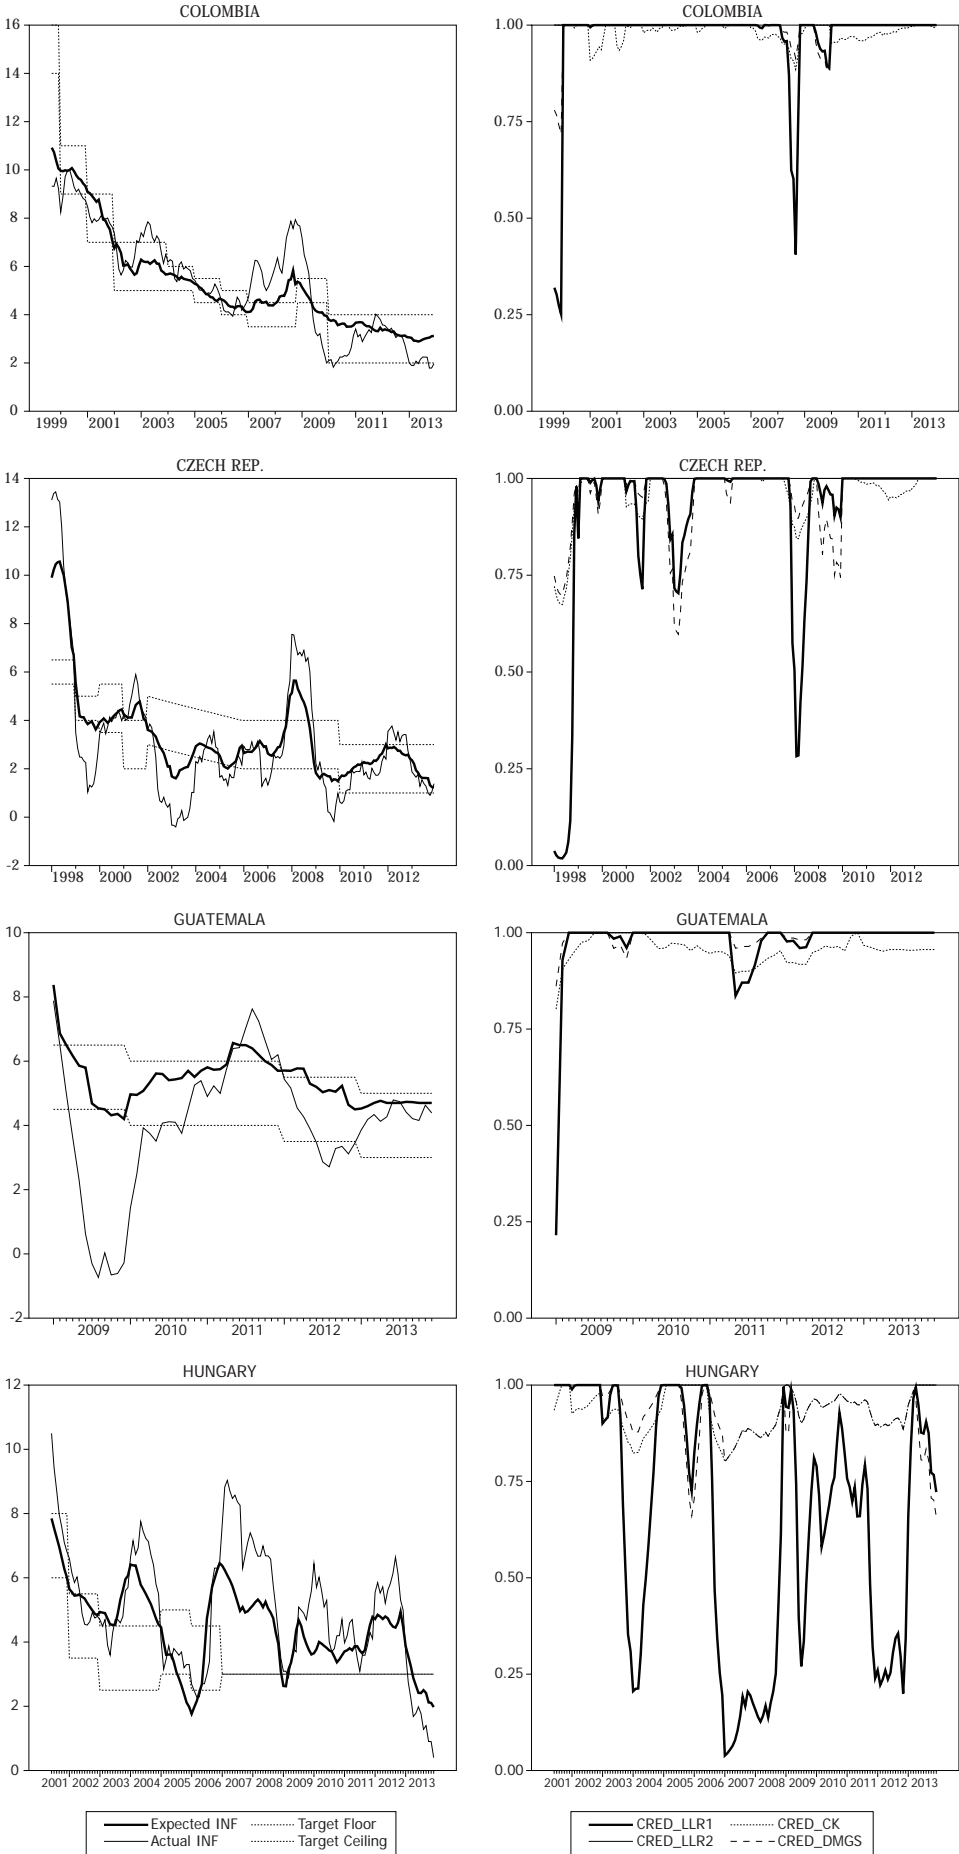 COLOMBIA
16
14
12
10
8
6
4
2
0
1999 2001 2003 2005 2007 2009 2011 2013
COLOMBIA
1.00
0.75
0.50
0.25
0.00
1999 2001 2003 2005 2007 2009 2011 2013
CZECH REP.
14
12
10
8
6
4
2
0
-2
1998 2000 2002 2004 2006 2008 2010 2012
CZECH REP.
1.00
0.75
0.50
0.25
0.00
1998 2000 2002 2004 2006 2008 2010 2012
GUATEMALA
10
8
6
4
2
0
-2
2009 2010 2011 2012 2013
GUATEMALA
1.00
0.75
0.50
0.25
0.00
2009 2010 2011 2012 2013
HUNGARY
12
10
8
6
4
2
0
2001 2002 2003 2004 2005 2006 2007 2008 2009 2010 2011 2012 2013
HUNGARY
1.00
0.75
0.50
0.25
0.00
2001 2002 2003 2004 2005 2006 2007 2008 2009 2010 2011 2012 2013
Expected INF Target Floor
Actual INF Target Ceiling
CRED_LLR1 CRED_CK
CRED_LLR2 CRED_DMGS